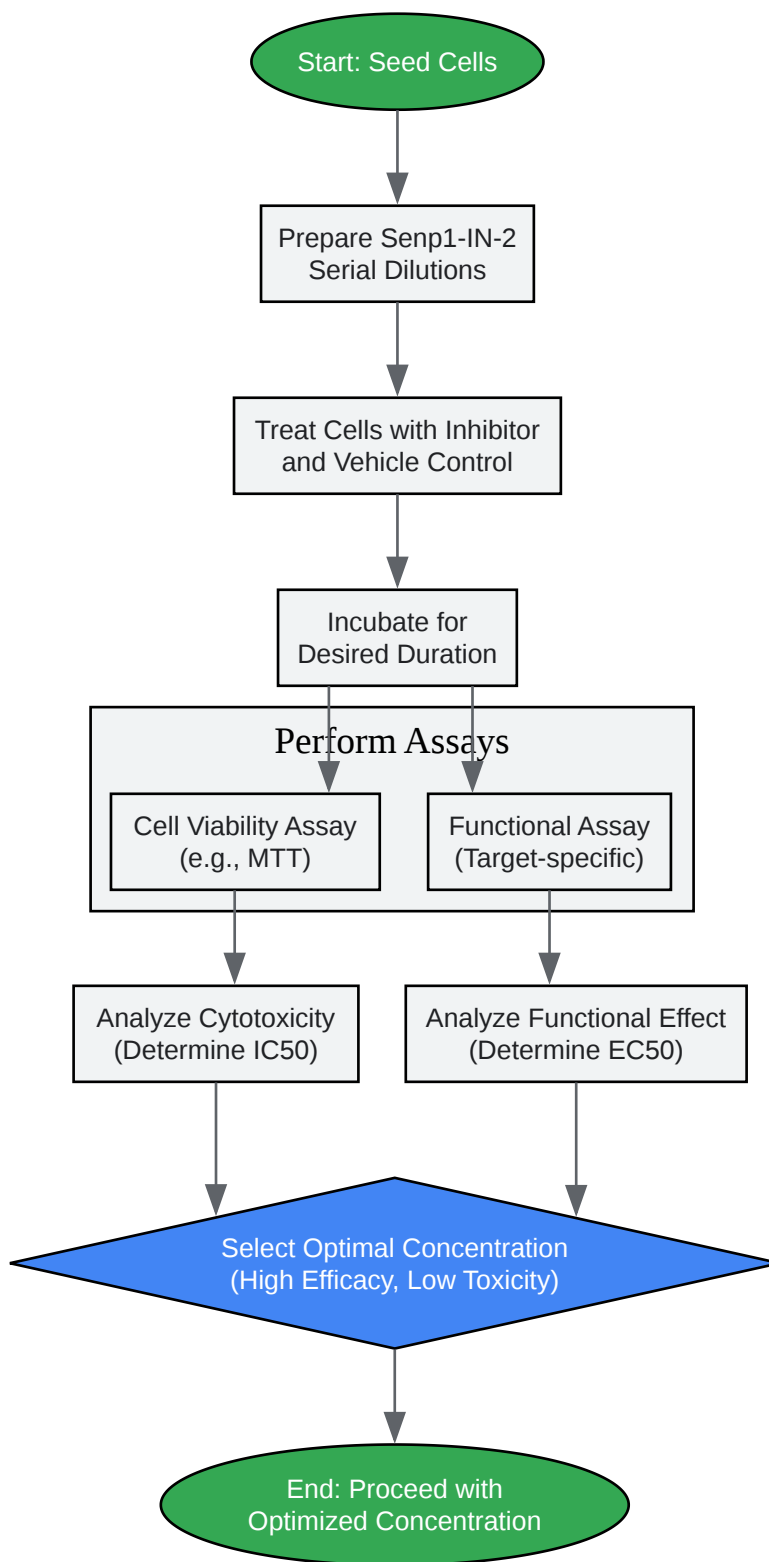 Start: Seed Cells
Prepare Senp1-IN-2
Serial Dilutions
Treat Cells with Inhibitor
and Vehicle Control
Incubate for
Desired Duration
Perform Assays
Cell Viability Assay
(e.g., MTT)
Functional Assay
(Target-specific)
Analyze Cytotoxicity
(Determine IC50)
Analyze Functional Effect
(Determine EC50)
Select Optimal Concentration
(High Efficacy, Low Toxicity)
End: Proceed with
Optimized Concentration